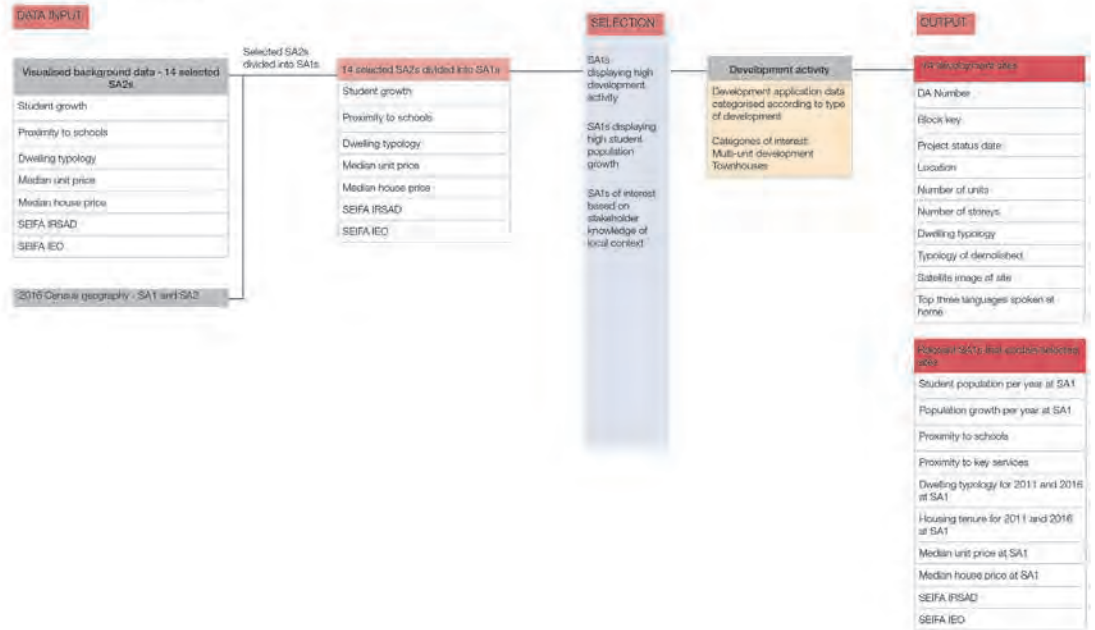 DATA INPUT
Visualised background data - 14 selected
SA2s
Student growth
Proximity to schools
Dwelling typology
Median unit price
Median house price
SEIFA IRSAD
SEIFA IEO
2016 Census geography - SA1 and SA2
Selected SA2s
divided into SA1s
14 selected SA2s divided into SA1s
Student growth
Proximity to schools
Dwelling typology
Median unit price
Median house price
SEIFA IRSAD
SEIFA IEO
SELECTION
SA1s
displaying high
development
activity
SA1s displaying
high student
population
growth
SA1s of interest
based on
stakeholder
knowledge of
local context
Development activity
Development application data
categorised according to type
of development
Categories of interest:
Multi-unit development
Townhouses
OUTPUT
development sites
DA Number
Block key
Project status date
Location
Number of units
Number of storeys
Dwelling typology
Typology of demolished
Satellite image of site
Top three languages spoken at
home
SA1s that contain selected
sites
Student population per year at SA1
Population growth per year at SA1
Proximity to schools
Proximity to key services
Dwelling typology for 2011 and 2016
at SA1
Housing tenure for 2011 and 2016
at SA1
Median unit price at SA1
Median house price at SA1
SEIFA IRSAD
SEIFA IEO